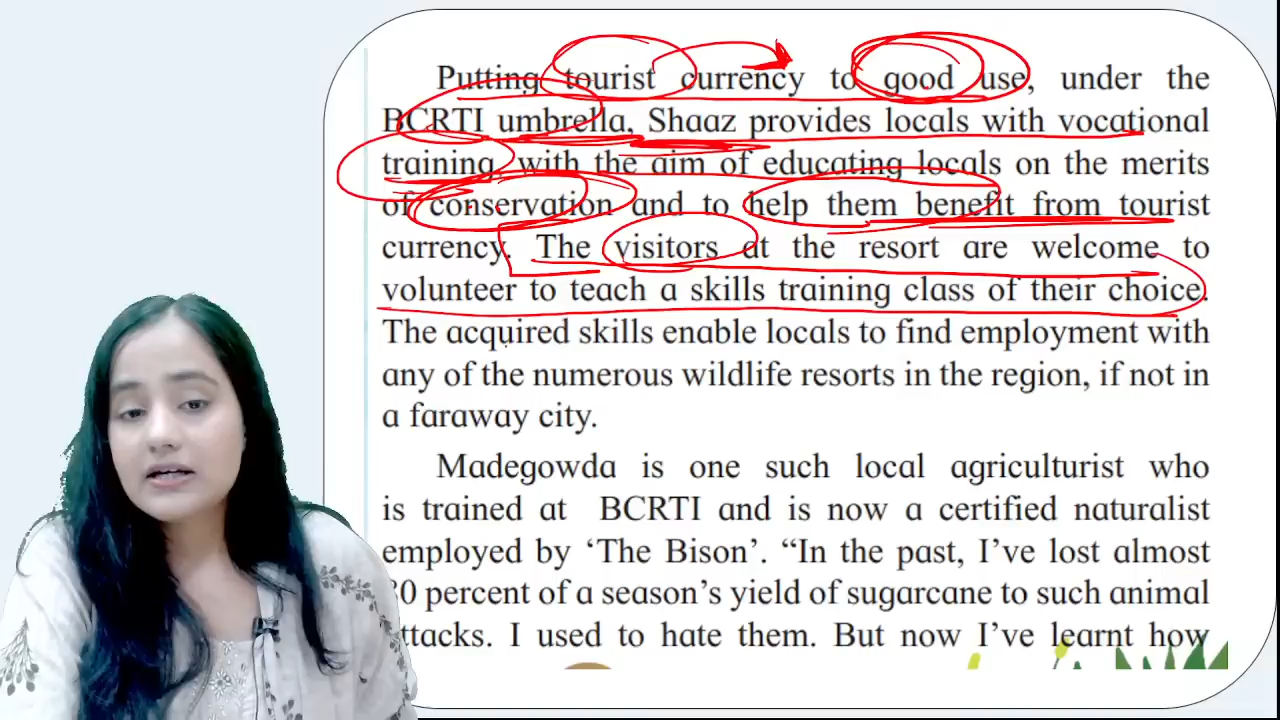 Putting tourist currency to good use, under the
BCRTI umbrella, Shaaz provides locals with vocational
training, with the aim of educating locals on the merits
of conservation and to help them benefit from tourist
currency. The visitors at the resort are welcome to
volunteer to teach a skills training class of their choice.
The acquired skills enable locals to find employment with
any of the numerous wildlife resorts in the region, if not in
a faraway city.
Madegowda is one such local agriculturist who
is trained at BCRTI and is now a certified naturalist
employed by ‘The Bison’. “In the past, I’ve lost almost
percent of a season’s yield of sugarcane to such animal
I used to hate them. But now I’ve learnt how